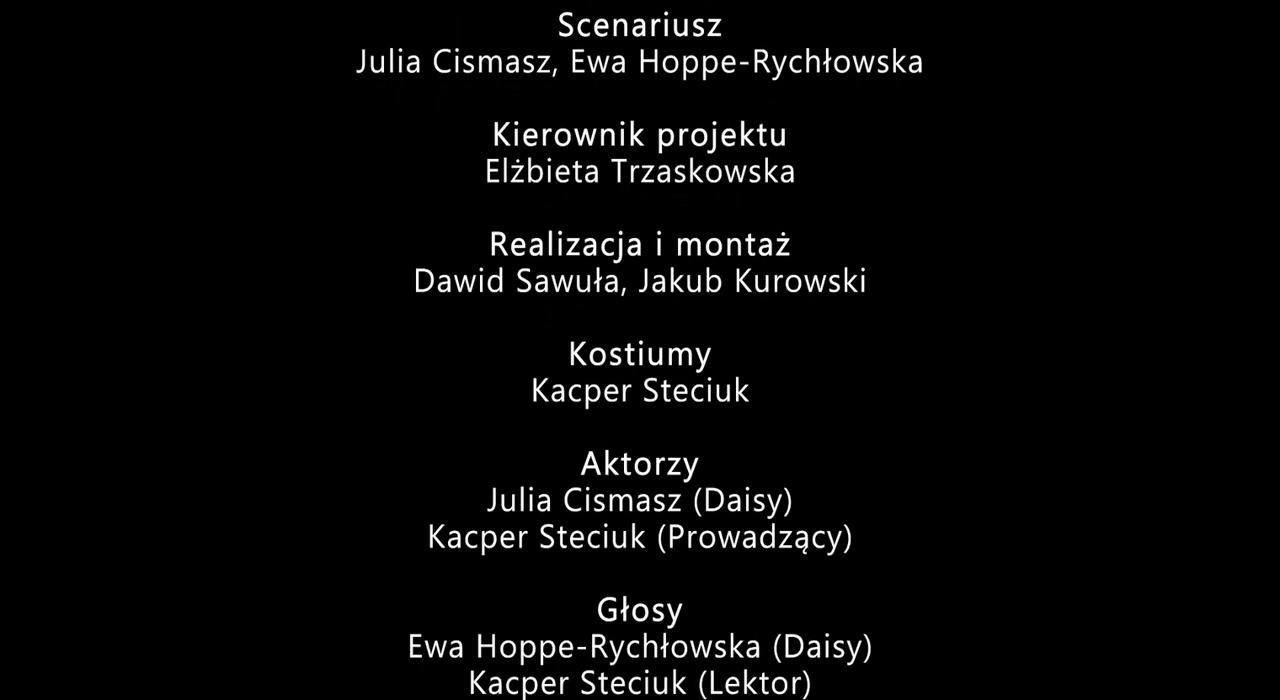 Scenariusz
Julia Cismasz, Ewa Hoppe-Rychłowska
Kierownik projektu
Elżbieta Trzaskowska
Realizacja i montaż
Dawid Sawuła, Jakub Kurowski
Kostiumy
Kacper Steciuk
Aktorzy
Julia Cismasz (Daisy)
Kacper Steciuk (Prowadzący)
Głosy
Ewa Hoppe-Rychłowska (Daisy)
Kacper Steciuk (Lektor)